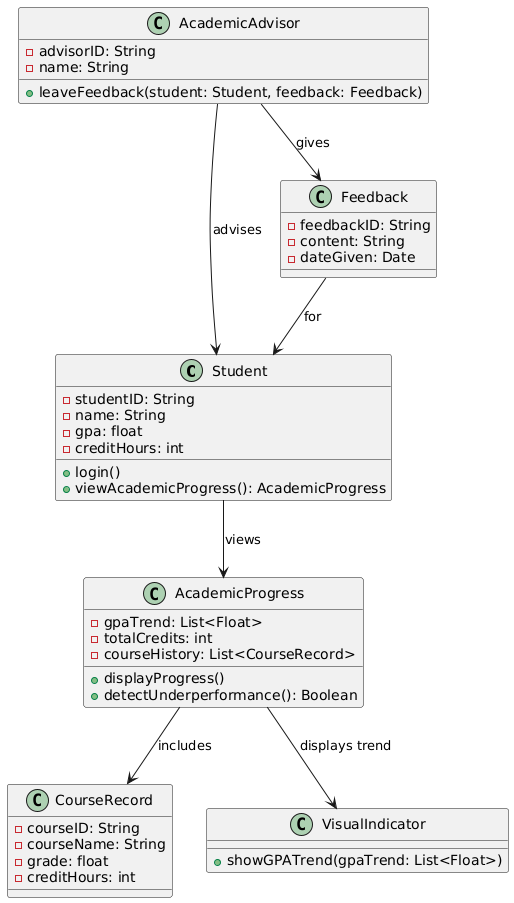 C AcademicAdvisor
advisorID: String
name: String
leaveFeedback(student: Student, feedback: Feedback)
gives
C Feedback
feedbackID: String
content: String
dateGiven: Date
advises
for
C Student
studentID: String
name: String
gpa: float
creditHours: int
login()
viewAcademicProgress(): AcademicProgress
views
C AcademicProgress
gpaTrend: List<Float>
totalCredits: int
courseHistory: List<CourseRecord>
displayProgress()
detectUnderperformance(): Boolean
includes
displays trend
C CourseRecord
courseID: String
courseName: String
grade: float
creditHours: int
C VisualIndicator
showGPATrend(gpaTrend: List<Float>)